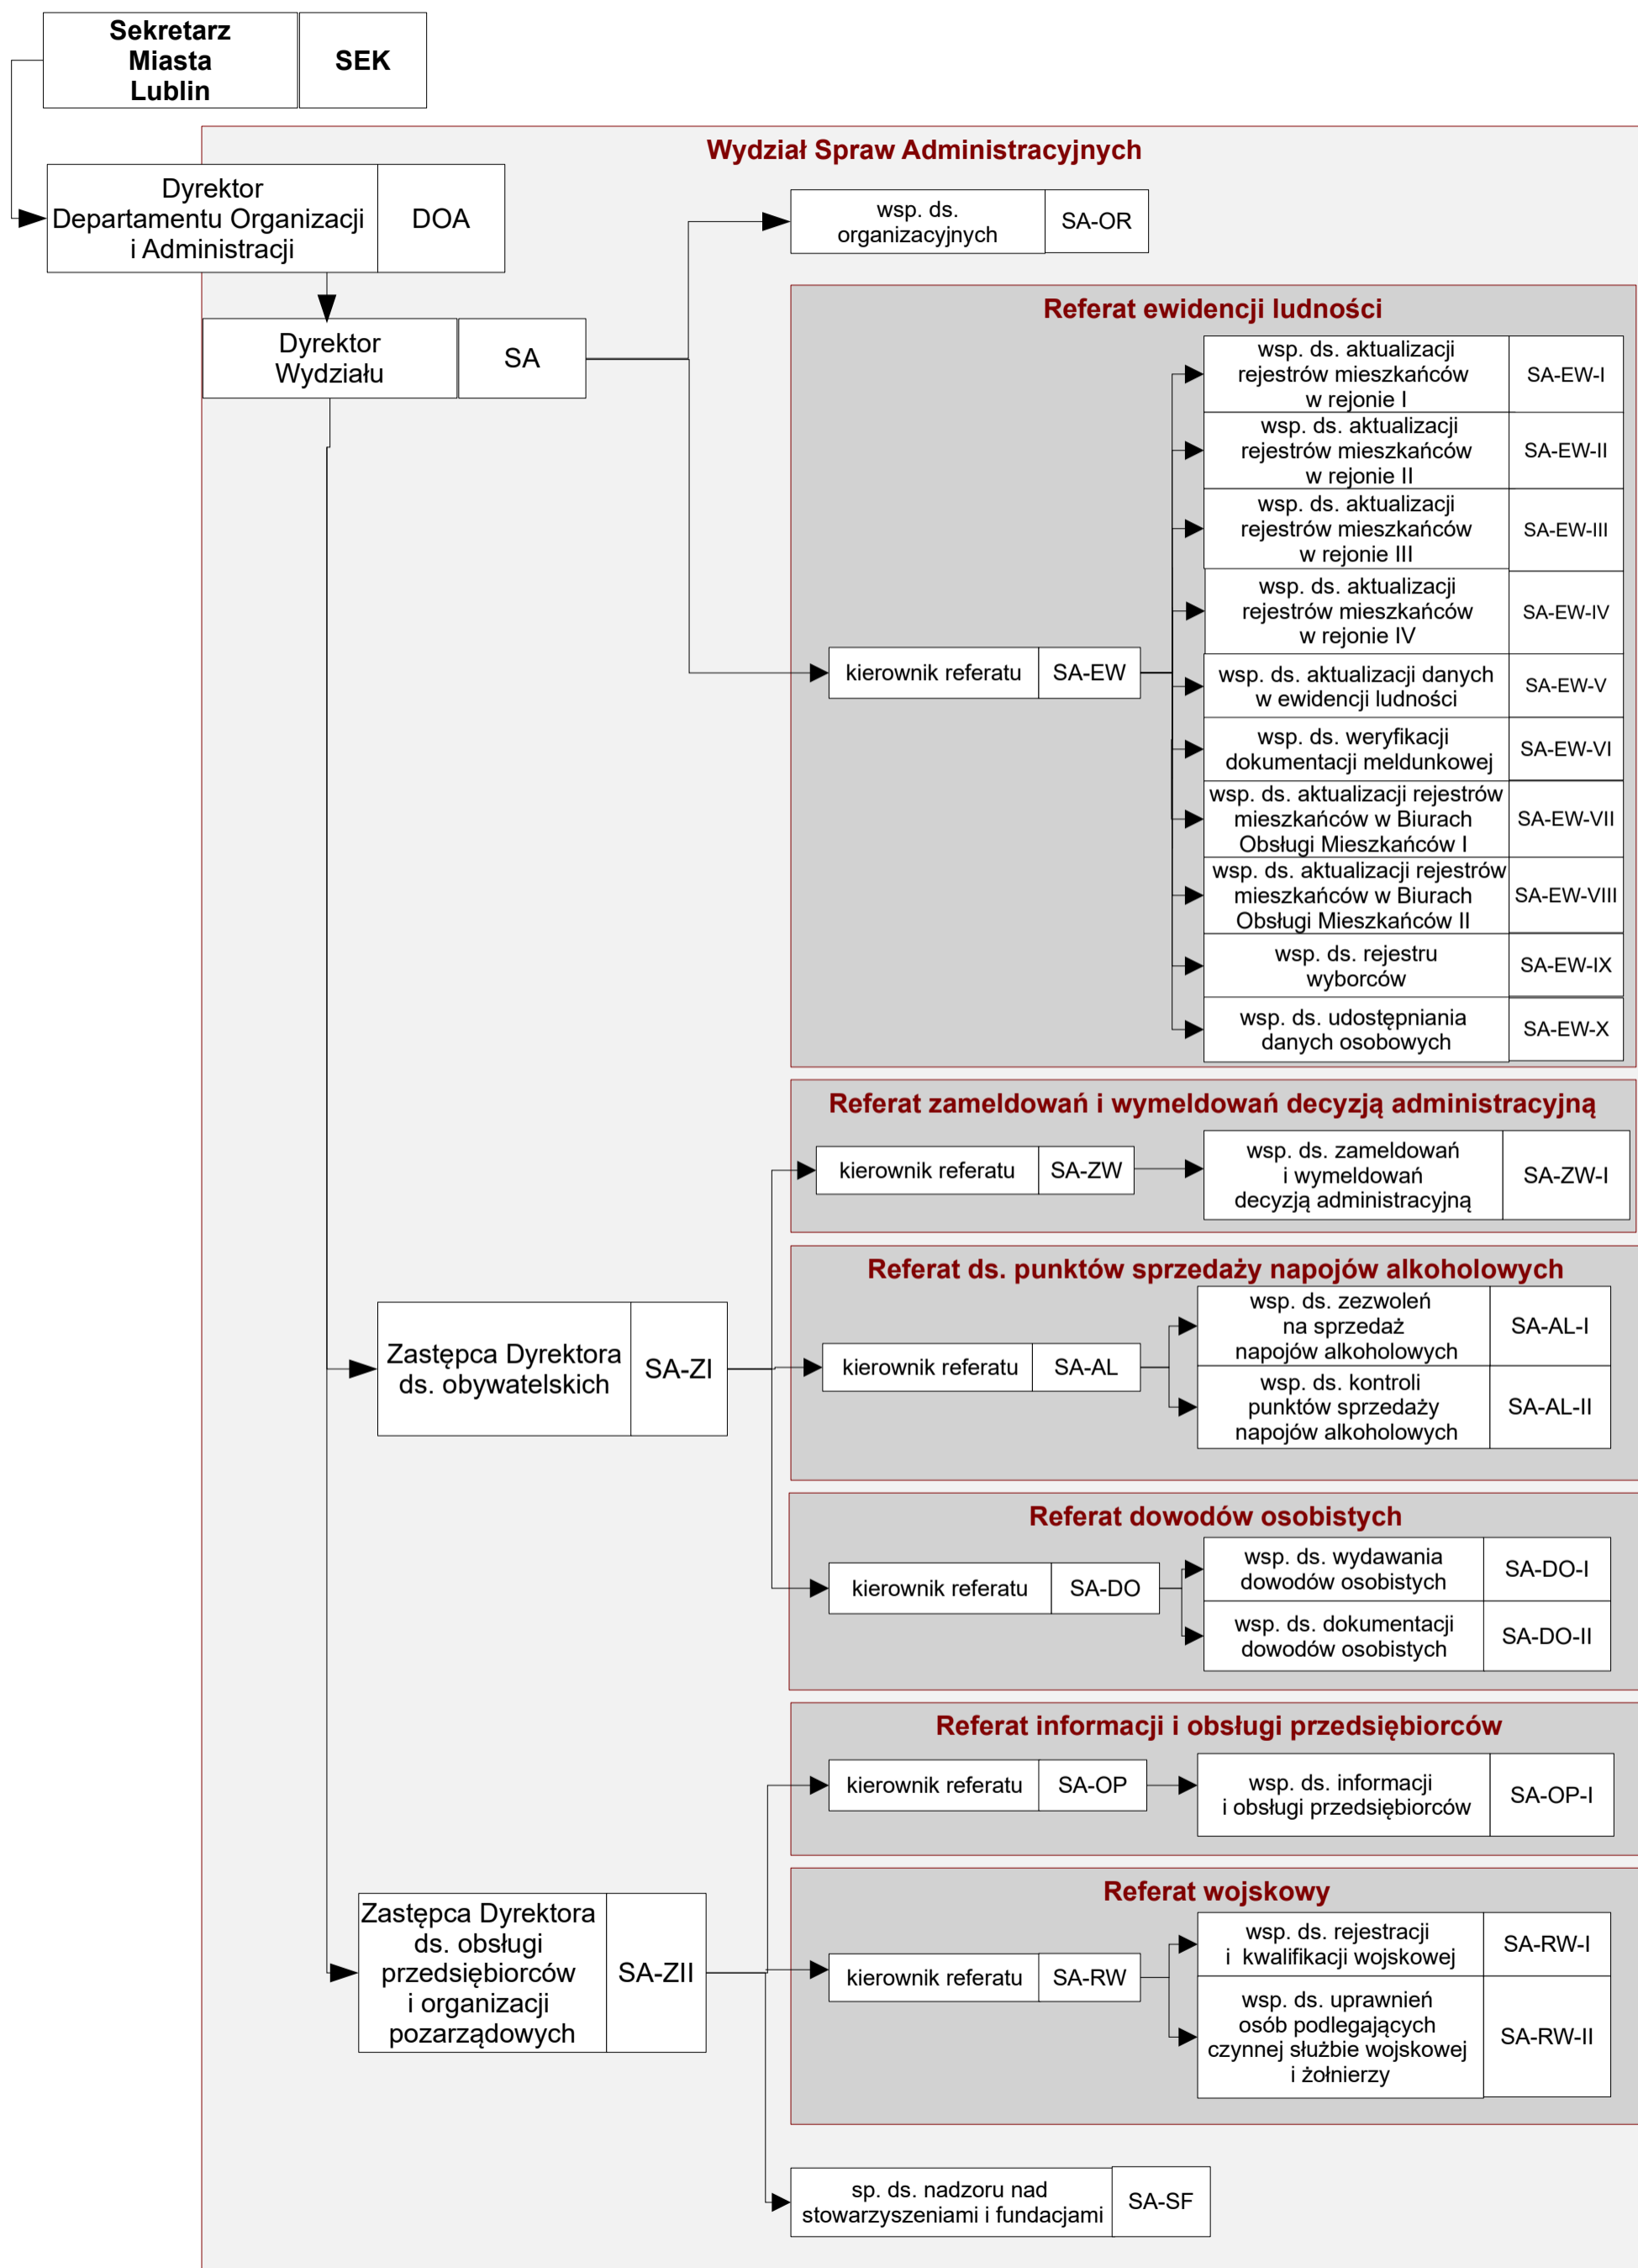 Sekretarz
Miasta
Lublin
SEK
Wydział Spraw Administracyjnych
Dyrektor
Departamentu Organizacji
i Administracji
DOA
wsp. ds.
organizacyjnych
SA-OR
Dyrektor
Wydziału
SA
Referat ewidencji ludności
kierownik referatu
SA-EW
wsp. ds. aktualizacji
rejestrów mieszkańców
w rejonie I
SA-EW-I
wsp. ds. aktualizacji
rejestrów mieszkańców
w rejonie II
SA-EW-II
wsp. ds. aktualizacji
rejestrów mieszkańców
w rejonie III
SA-EW-III
wsp. ds. aktualizacji
rejestrów mieszkańców
w rejonie IV
SA-EW-IV
wsp. ds. aktualizacji danych
w ewidencji ludności
SA-EW-V
wsp. ds. weryfikacji
dokumentacji meldunkowej
SA-EW-VI
wsp. ds. aktualizacji rejestrów
mieszkańców w Biurach
Obsługi Mieszkańców I
SA-EW-VII
wsp. ds. aktualizacji rejestrów
mieszkańców w Biurach
Obsługi Mieszkańców II
SA-EW-VIII
wsp. ds. rejestru
wyborców
SA-EW-IX
wsp. ds. udostępniania
danych osobowych
SA-EW-X
Zastępca Dyrektora
ds. obywatelskich
SA-ZI
Referat zameldowań i wymeldowań decyzją administracyjną
kierownik referatu
SA-ZW
wsp. ds. zameldowań
i wymeldowań
decyzją administracyjną
SA-ZW-I
Referat ds. punktów sprzedaży napojów alkoholowych
kierownik referatu
SA-AL
wsp. ds. zezwoleń
na sprzedaż
napojów alkoholowych
SA-AL-I
wsp. ds. kontroli
punktów sprzedaży
napojów alkoholowych
SA-AL-II
Referat dowodów osobistych
kierownik referatu
SA-DO
wsp. ds. wydawania
dowodów osobistych
SA-DO-I
wsp. ds. dokumentacji
dowodów osobistych
SA-DO-II
Zastępca Dyrektora
ds. obsługi
przedsiębiorców
i organizacji
pozarządowych
SA-ZII
Referat informacji i obsługi przedsiębiorców
kierownik referatu
SA-OP
wsp. ds. informacji
i obsługi przedsiębiorców
SA-OP-I
Referat wojskowy
kierownik referatu
SA-RW
wsp. ds. rejestracji
i kwalifikacji wojskowej
SA-RW-I
wsp. ds. uprawnień
osób podlegających
czynnej służbie wojskowej
i żołnierzy
SA-RW-II
sp. ds. nadzoru nad
stowarzyszeniami i fundacjami
SA-SF